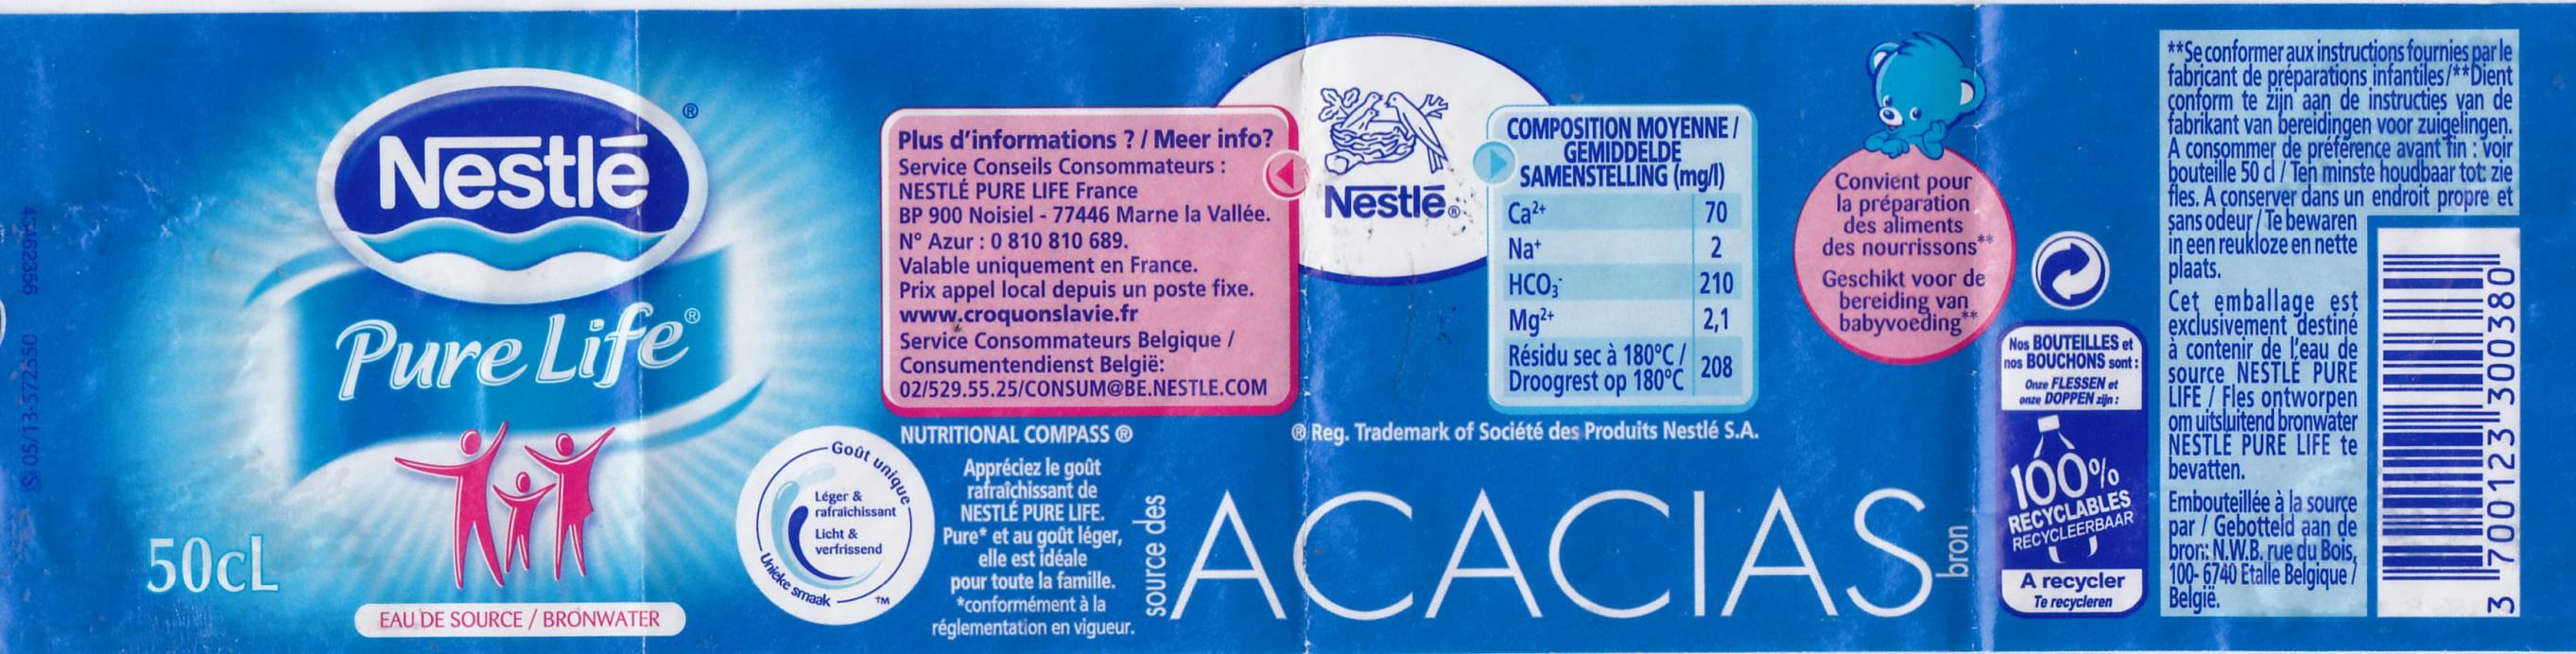 Nestlé
®
Pure Life®
50cL
EAU DE SOURCE / BRONWATER
SI 05/13-572550
Plus d'informations ? / Meer info?
Service Conseils Consommateurs :
NESTLÉ PURE LIFE France
BP 900 Noisiel - 77446 Marne la Vallée.
N° Azur : 0 810 810 689.
Valable uniquement en France.
Prix appel local depuis un poste fixe.
www.croquonslavie.fr
Service Consommateurs Belgique /
Consumentendienst België:
02/529.55.25/CONSUM@BE.NESTLE.COM
NUTRITIONAL COMPASS ®
Goût unique
Léger &
rafraîchissant
Licht &
verfrissend
Unieke smaak
™
Appréciez le goût
rafraîchissant de
NESTLÉ PURE LIFE.
Pure* et au goût léger,
elle est idéale
pour toute la famille.
*conformément à la
réglementation en vigueur.
Nestlé®
COMPOSITION MOYENNE /
GEMIDDELDE
SAMENSTELLING (mg/l)
Ca2+ 70
Na+ 2
HCO3- 210
Mg2+ 2,1
Résidu sec à 180°C /
Droogrest op 180°C 208
® Reg. Trademark of Société des Produits Nestlé S.A.
source des
ACACIAS
bron
Convient pour
la préparation
des aliments
des nourrissons**
Geschikt voor de
bereiding van
babyvoeding**
Nos BOUTEILLES et
nos BOUCHONS sont :
Onze FLESSEN et
onze DOPPEN zijn :
100%
RECYCLABLES
RECYCLEERBAAR
A recycler
Te recycleren
**Se conformer aux instructions fournies par le
fabricant de préparations infantiles/**Dient
conform te zijn aan de instructies van de
fabrikant van bereidingen voor zuigelingen.
A consommer de préférence avant fin : voir
bouteille 50 cl / Ten minste houdbaar tot: zie
fles. A conserver dans un endroit propre et
sans odeur / Te bewaren
in een reukloze en nette
plaats.
Cet emballage est
exclusivement destiné
à contenir de l'eau de
source NESTLÉ PURE
LIFE / Fles ontworpen
om uitsluitend bronwater
NESTLÉ PURE LIFE te
bevatten.
Embouteillée à la source
par / Gebotteld aan de
bron: N.W.B. rue du Bois,
100- 6740 Etalle Belgique /
België.
3 700123 300380